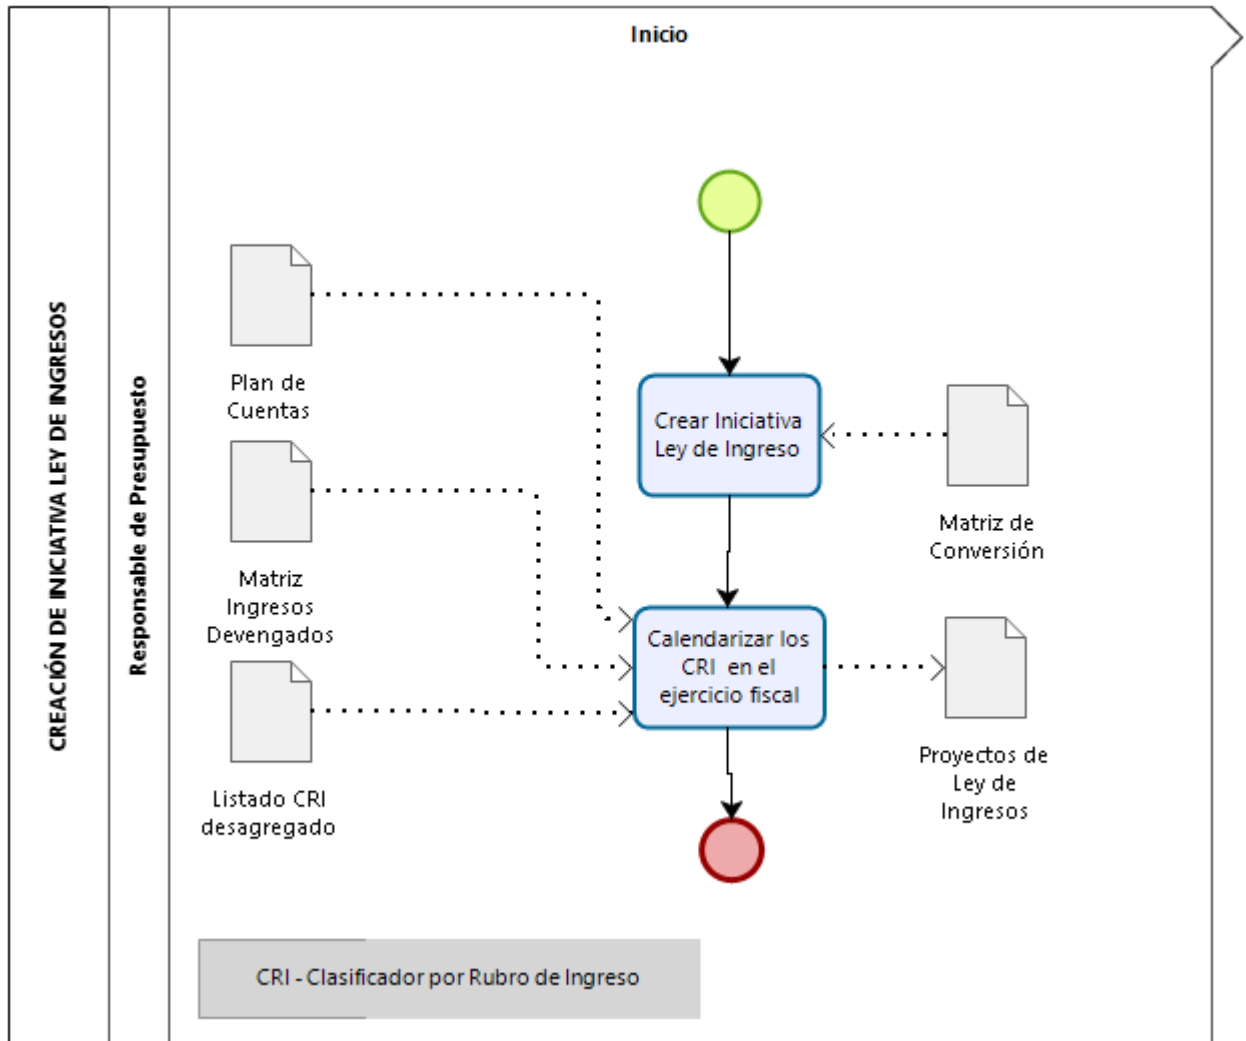 Inicio
CREACIÓN DE INICIATIVA LEY DE INGRESOS
Responsable de Presupuesto
Plan de
Cuentas
Matriz
Ingresos
Devengados
Listado CRI
desagregado
Crear Iniciativa
Ley de Ingreso
Matriz de
Conversión
Calendarizar los
CRI en el
ejercicio fiscal
Proyectos de
Ley de
Ingresos
CRI - Clasificador por Rubro de Ingreso